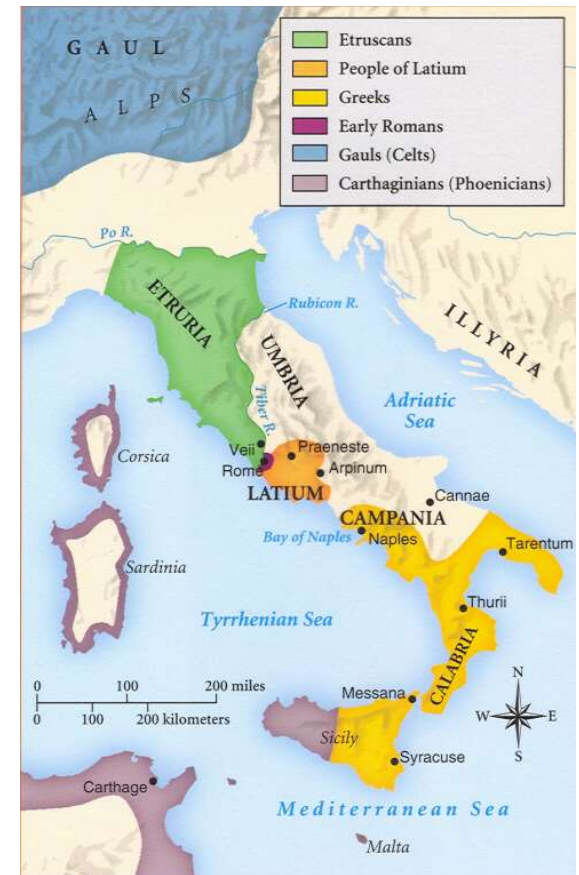 GAUL
ALPS
Etruscans
People of Latium
Greeks
Early Romans
Gauls (Celts)
Carthaginians (Phoenicians)
Po R.
ETRURIA
Rubicon R.
UMBRIA
ILLYRIA
Tiber R.
Adriatic
Sea
Veii
Rome
Praeneste
Arpinum
LATIUM
Corsica
Cannae
CAMPANIA
Bay of Naples
Naples
Tarentum
Sardinia
Thurii
Tyrrhenian Sea
CALABRIA
0 100 200 miles
0 100 200 kilometers
Messana
N
W
E
S
Sicily
Syracuse
Carthage
Mediterranean Sea
Malta